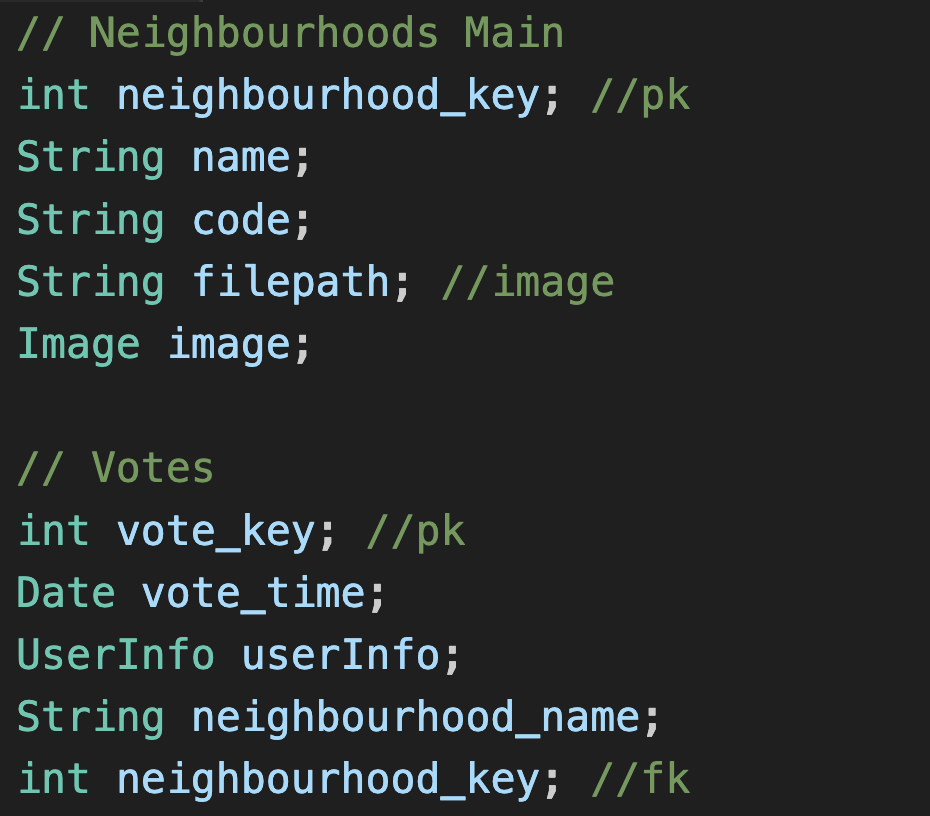 // Neighbourhoods Main
int neighbourhood_key; //pk
String name;
String code;
String filepath; //image
Image image;
// Votes
int vote_key; //pk
Date vote_time;
UserInfo userInfo;
String neighbourhood_name;
int neighbourhood_key; //fk